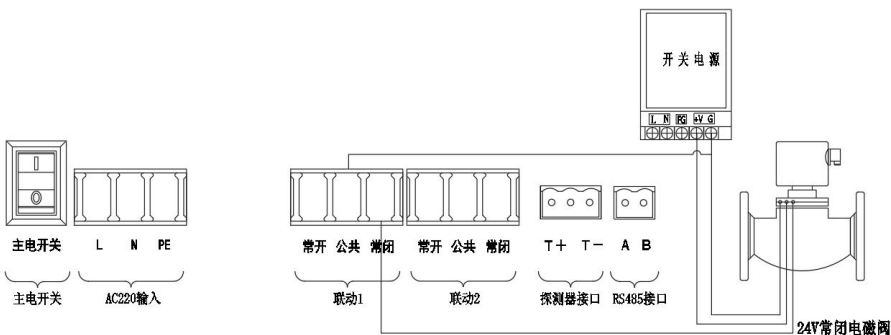 开关电源
L N FG +V G
主电开关 L N PE 常开 公共 常闭 常开 公共 常闭 T+ T- A B
主电开关 AC220输入 联动1 联动2 探测器接口 RS485接口
24V常闭电磁阀